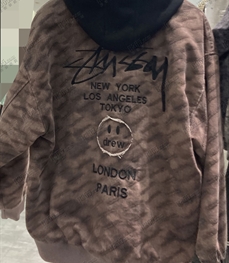 Stüssy
NEW YORK
LOS ANGELES
TOKYO
drew
LONDON
PARIS